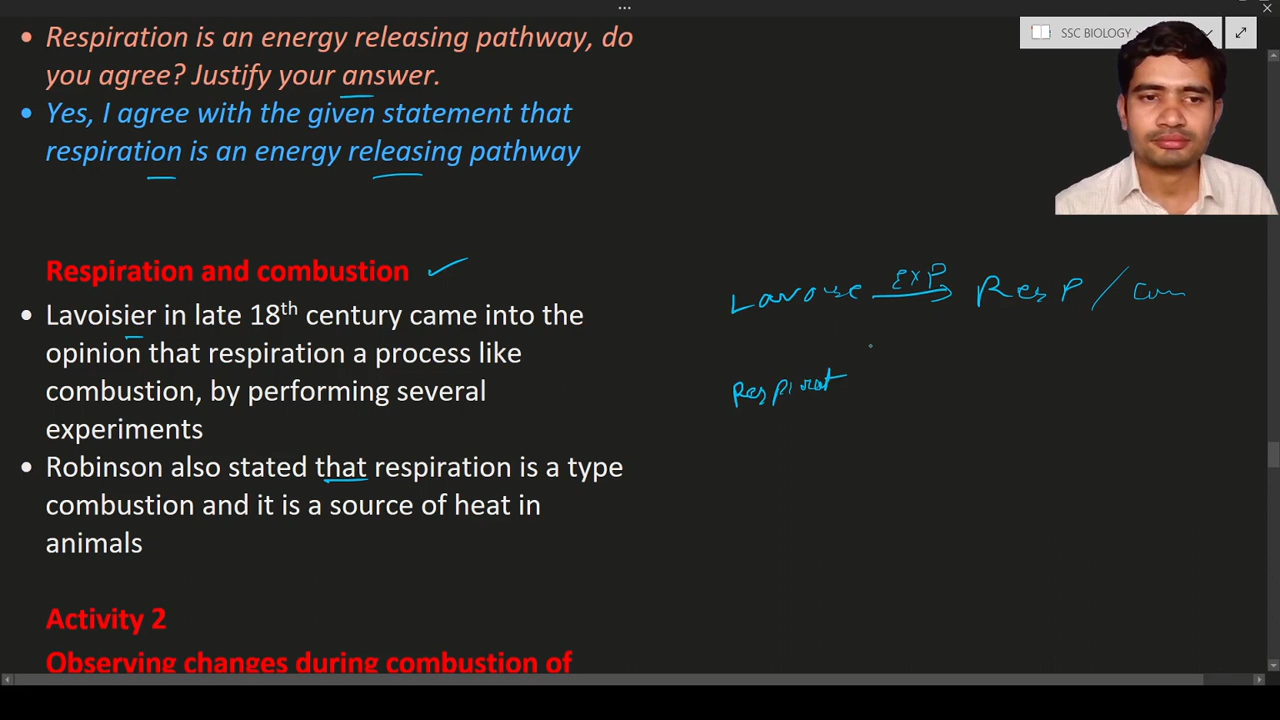 • Respiration is an energy releasing pathway, do
SSC BIOLOGY
you agree? Justify your answer.
• Yes, I agree with the given statement that
respiration is an energy releasing pathway
Respiration and combustion
• Lavoisier in late 18th century came into the
opinion that respiration a process like
combustion, by performing several
experiments
• Robinson also stated that respiration is a type
combustion and it is a source of heat in
animals
Activity 2
Observing changes during combustion of
exp
Resp /
Respirat